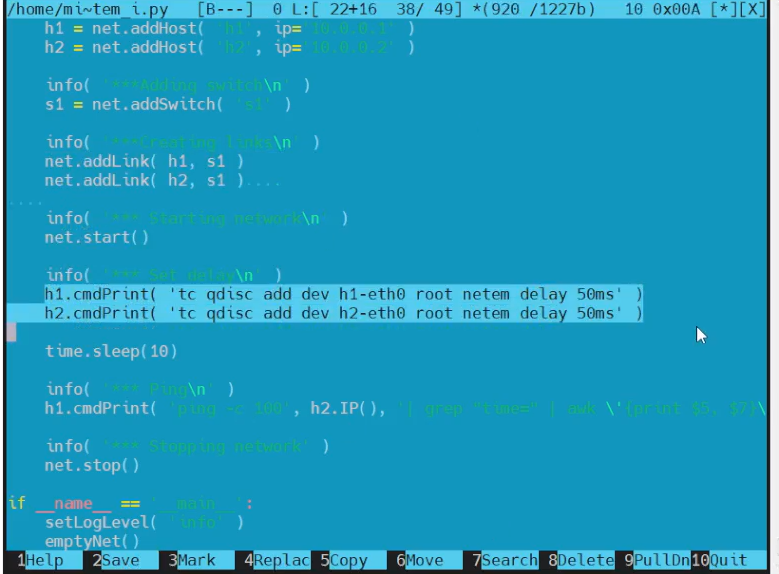 /home/mi~tem_i.py [B---] 0 L:[ 22+16 38/ 49] *(920 /1227b) 10 0x00A [*][X]
h1 = net.addHost( 'h1', ip='10.0.0.1' )
h2 = net.addHost( 'h2', ip='10.0.0.2' )
info( '***Adding switch\n' )
s1 = net.addSwitch( 's1' )
info( '***Creating links\n' )
net.addLink( h1, s1 )
net.addLink( h2, s1 )....
....
info( '*** Starting network\n' )
net.start()
info( '*** Set delay\n' )
h1.cmdPrint( 'tc qdisc add dev h1-eth0 root netem delay 50ms' )
h2.cmdPrint( 'tc qdisc add dev h2-eth0 root netem delay 50ms' )
time.sleep(10)
info( '*** Ping\n' )
h1.cmdPrint( 'ping -c 100', h2.IP(), '| grep "time=" | awk \'{print $5, $7}\
info( '*** Stopping network' )
net.stop()
if __name__ == '__main__':
setLogLevel( 'info' )
emptyNet()
1Help 2Save 3Mark 4Replac 5Copy 6Move 7Search 8Delete 9PullDn 10Quit